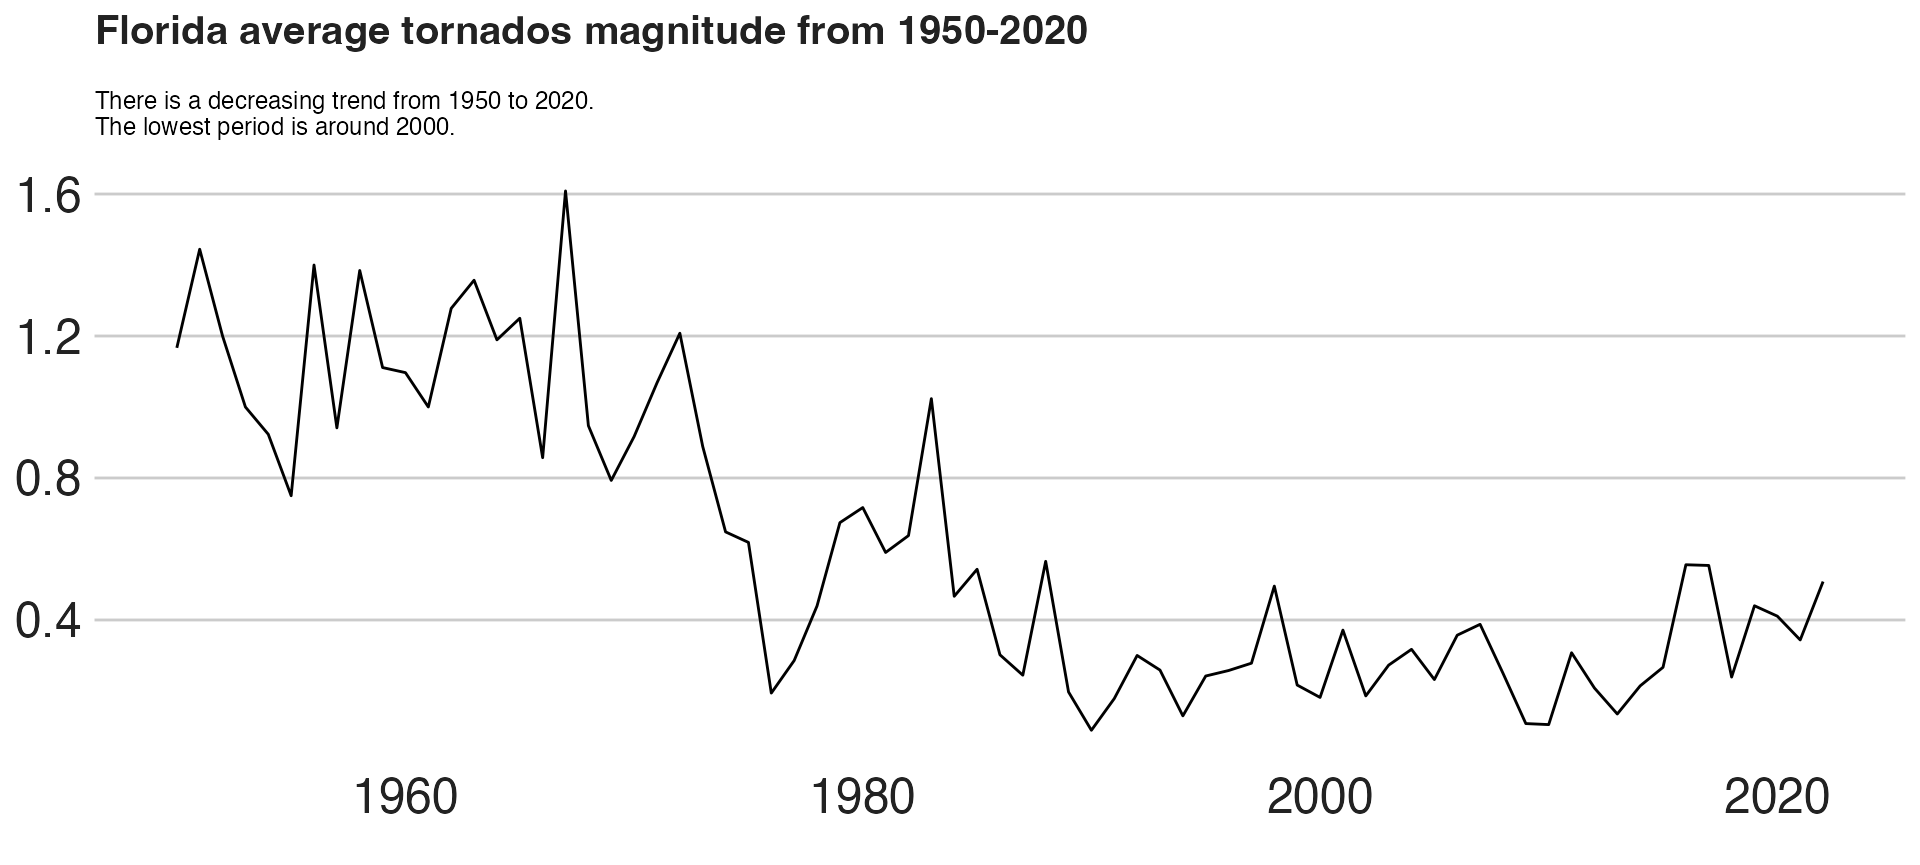 Florida average tornados magnitude from 1950-2020
There is a decreasing trend from 1950 to 2020.
The lowest period is around 2000.
1.6
1.2
0.8
0.4
1960 1980 2000 2020